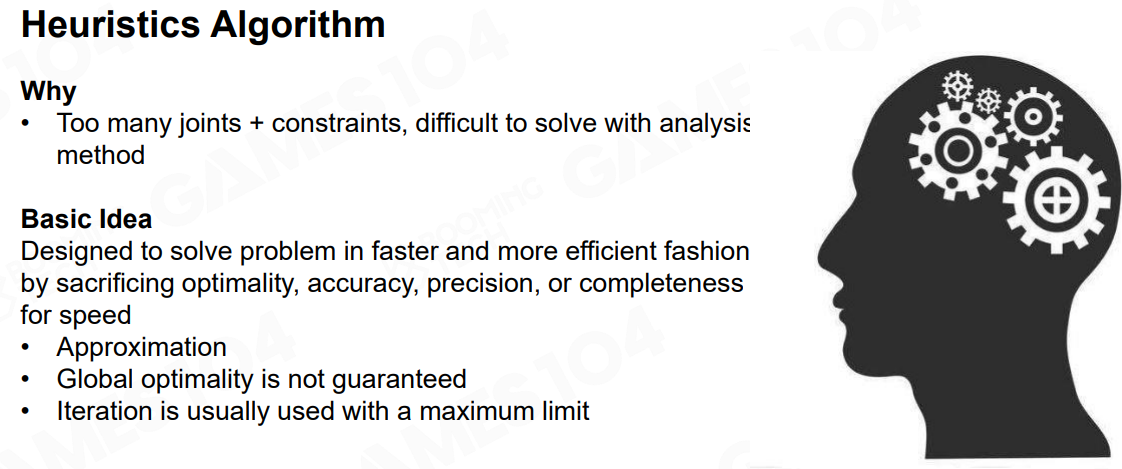 Heuristics Algorithm
Why
• Too many joints + constraints, difficult to solve with analysis
method
Basic Idea
Designed to solve problem in faster and more efficient fashion
by sacrificing optimality, accuracy, precision, or completeness
for speed
• Approximation
• Global optimality is not guaranteed
• Iteration is usually used with a maximum limit
GAMES104